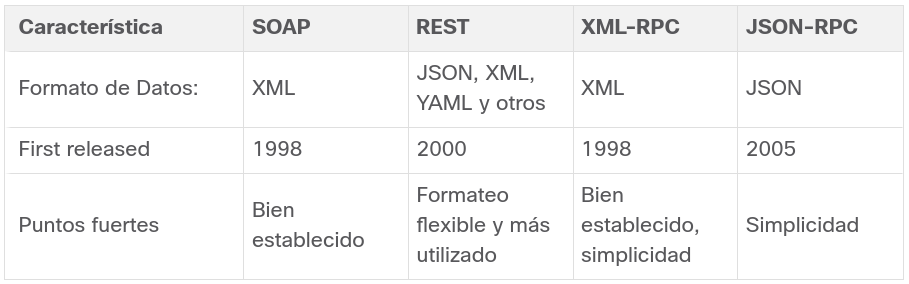 Característica SOAP REST XML-RPC JSON-RPC
Formato de Datos: XML JSON, XML, YAML y otros XML JSON
First released 1998 2000 1998 2005
Puntos fuertes Bien establecido Formateo flexible y más utilizado Bien establecido, simplicidad Simplicidad